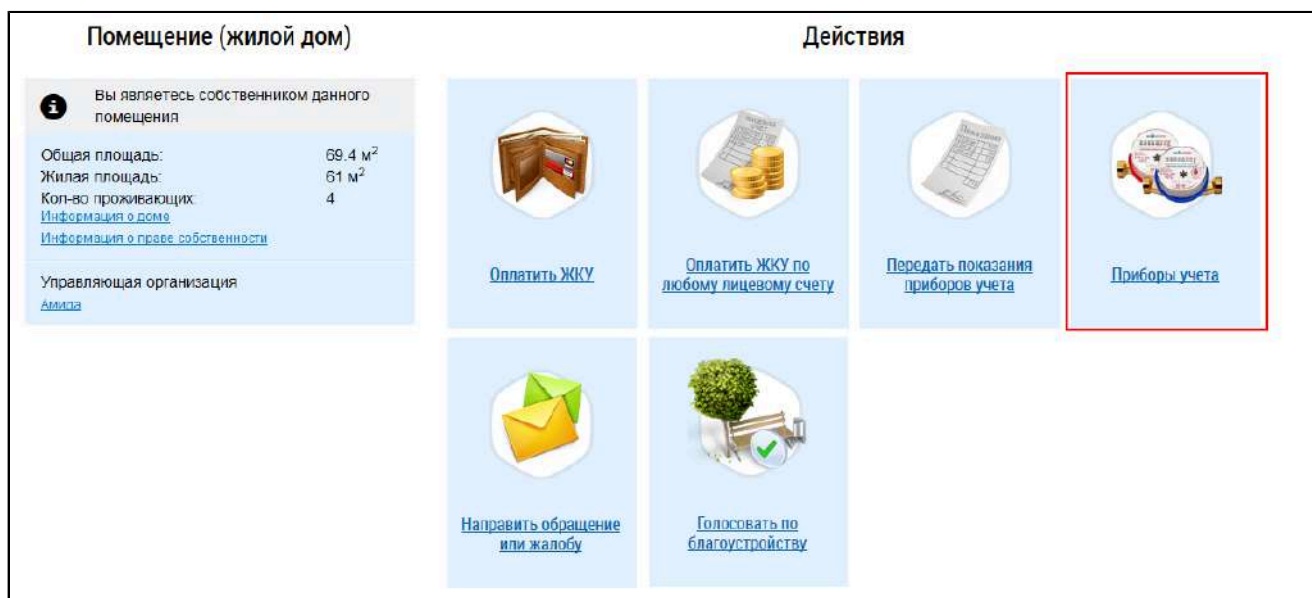 Помещение (жилой дом)
Вы являетесь собственником данного
помещения
Общая площадь: 69.4 м²
Жилая площадь: 61 м²
Кол-во проживающих: 4
Информация о доме
Информация о праве собственности
Управляющая организация
Амида
Действия
Оплатить ЖКУ
Оплатить ЖКУ по
любому лицевому счету
Передать показания
приборов учета
Приборы учета
Направить обращение
или жалобу
Голосовать по
благоустройству